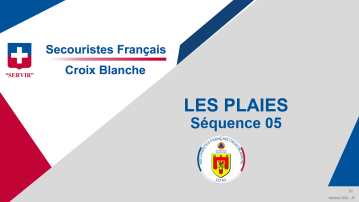 Secouristes Français
Croix Blanche
"SERVIR"
LES PLAIES
Séquence 05